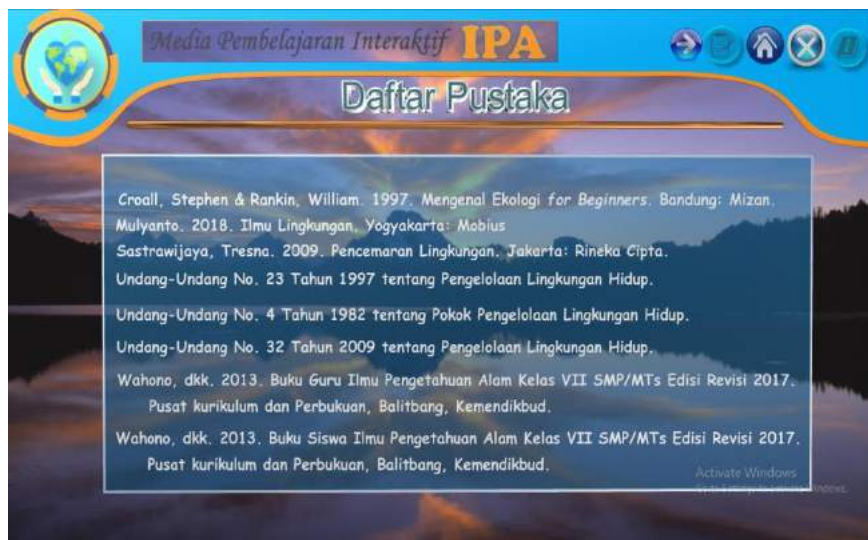 Media Pembelajaran Interaktif IPA
Daftar Pustaka
Croall, Stephen & Rankin, William. 1997. Mengenal Ekologi for Beginners. Bandung: Mizan.
Mulyanto. 2018. Ilmu Lingkungan. Yogyakarta: Mobius
Sastrawijaya, Tresna. 2009. Pencemaran Lingkungan. Jakarta: Rineka Cipta.
Undang-Undang No. 23 Tahun 1997 tentang Pengelolaan Lingkungan Hidup.
Undang-Undang No. 4 Tahun 1982 tentang Pokok Pengelolaan Lingkungan Hidup.
Undang-Undang No. 32 Tahun 2009 tentang Pengelolaan Lingkungan Hidup.
Wahono, dkk. 2013. Buku Guru Ilmu Pengetahuan Alam Kelas VII SMP/MTs Edisi Revisi 2017.
Pusat kurikulum dan Perbukuan, Balitbang, Kemendikbud.
Wahono, dkk. 2013. Buku Siswa Ilmu Pengetahuan Alam Kelas VII SMP/MTs Edisi Revisi 2017.
Pusat kurikulum dan Perbukuan, Balitbang, Kemendikbud.
Activate Windows